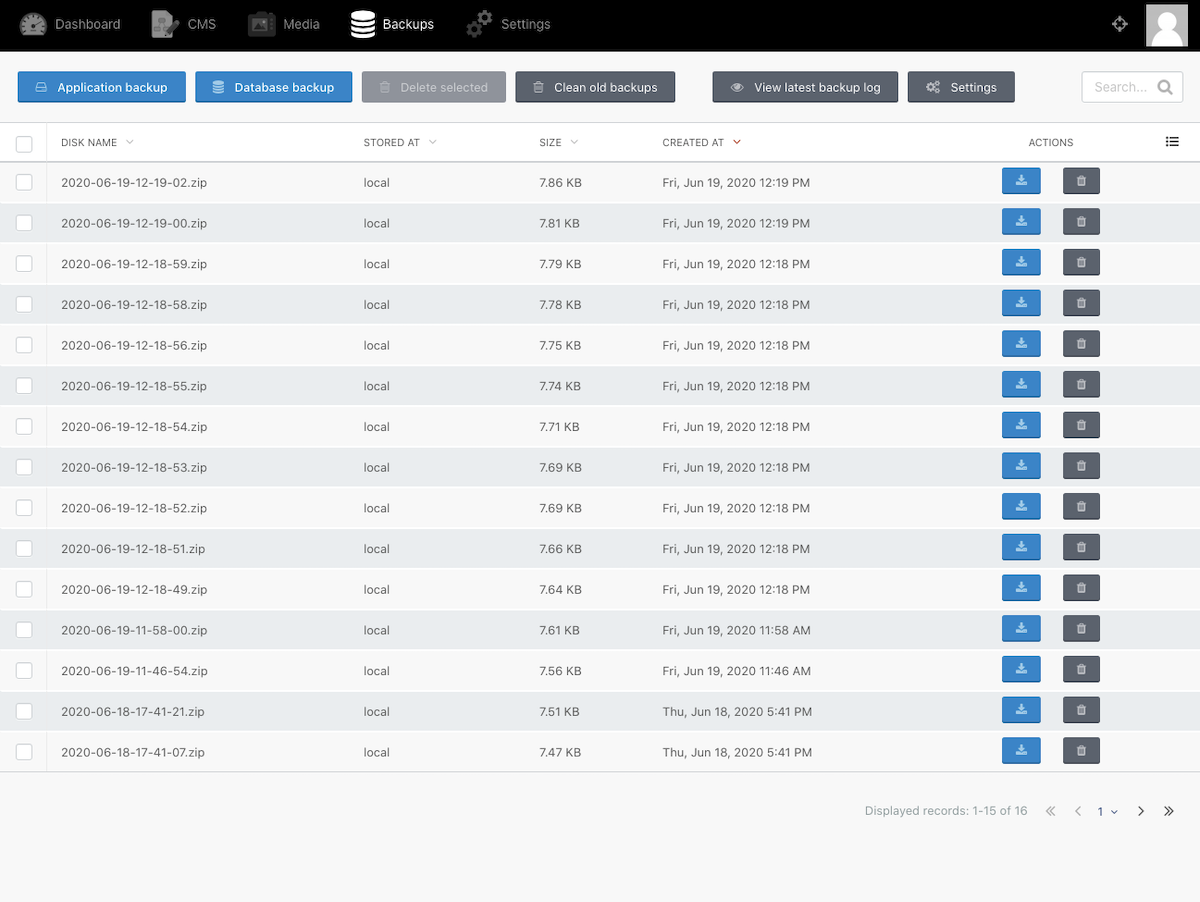 Dashboard CMS Media Backups Settings
Application backup Database backup Delete selected Clean old backups View latest backup log Settings Search...
DISK NAME STORED AT SIZE CREATED AT ACTIONS
2020-06-19-12-19-02.zip local 7.86 KB Fri, Jun 19, 2020 12:19 PM
2020-06-19-12-19-00.zip local 7.81 KB Fri, Jun 19, 2020 12:19 PM
2020-06-19-12-18-59.zip local 7.79 KB Fri, Jun 19, 2020 12:18 PM
2020-06-19-12-18-58.zip local 7.78 KB Fri, Jun 19, 2020 12:18 PM
2020-06-19-12-18-56.zip local 7.75 KB Fri, Jun 19, 2020 12:18 PM
2020-06-19-12-18-55.zip local 7.74 KB Fri, Jun 19, 2020 12:18 PM
2020-06-19-12-18-54.zip local 7.71 KB Fri, Jun 19, 2020 12:18 PM
2020-06-19-12-18-53.zip local 7.69 KB Fri, Jun 19, 2020 12:18 PM
2020-06-19-12-18-52.zip local 7.69 KB Fri, Jun 19, 2020 12:18 PM
2020-06-19-12-18-51.zip local 7.66 KB Fri, Jun 19, 2020 12:18 PM
2020-06-19-12-18-49.zip local 7.64 KB Fri, Jun 19, 2020 12:18 PM
2020-06-19-11-58-00.zip local 7.61 KB Fri, Jun 19, 2020 11:58 AM
2020-06-19-11-46-54.zip local 7.56 KB Fri, Jun 19, 2020 11:46 AM
2020-06-18-17-41-21.zip local 7.51 KB Thu, Jun 18, 2020 5:41 PM
2020-06-18-17-41-07.zip local 7.47 KB Thu, Jun 18, 2020 5:41 PM
Displayed records: 1-15 of 16 1